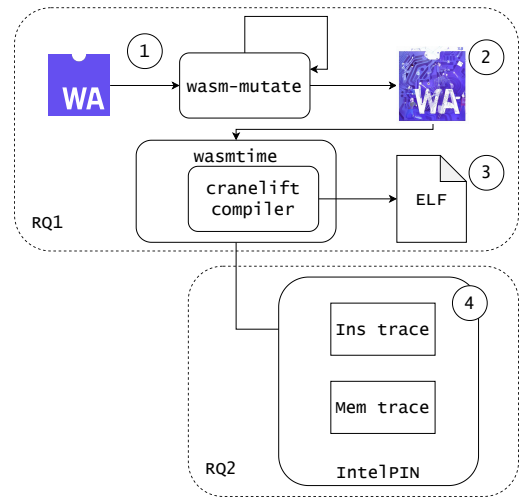 1
2
WA
wasm-mutate
WA
wasmtime
cranelift
compiler
3
ELF
RQ1
4
Ins trace
Mem trace
RQ2
IntelPIN